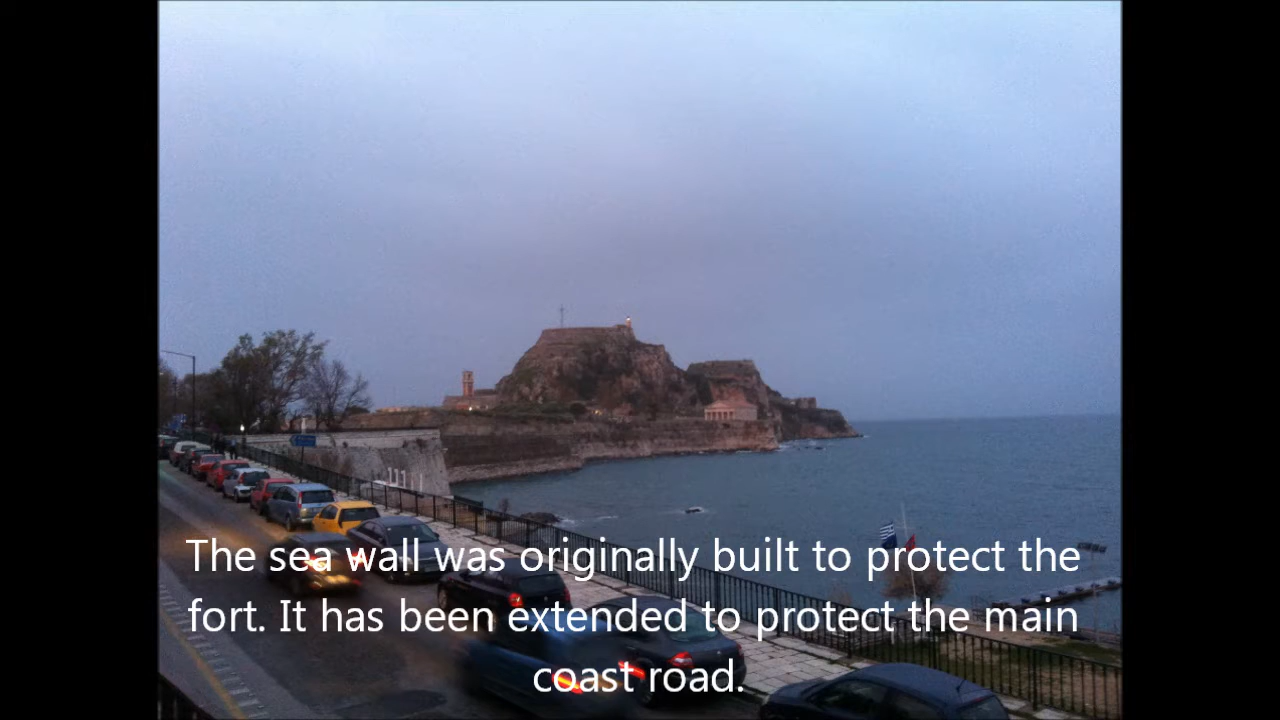 The sea wall was originally built to protect the
fort. It has been extended to protect the main
coast road.